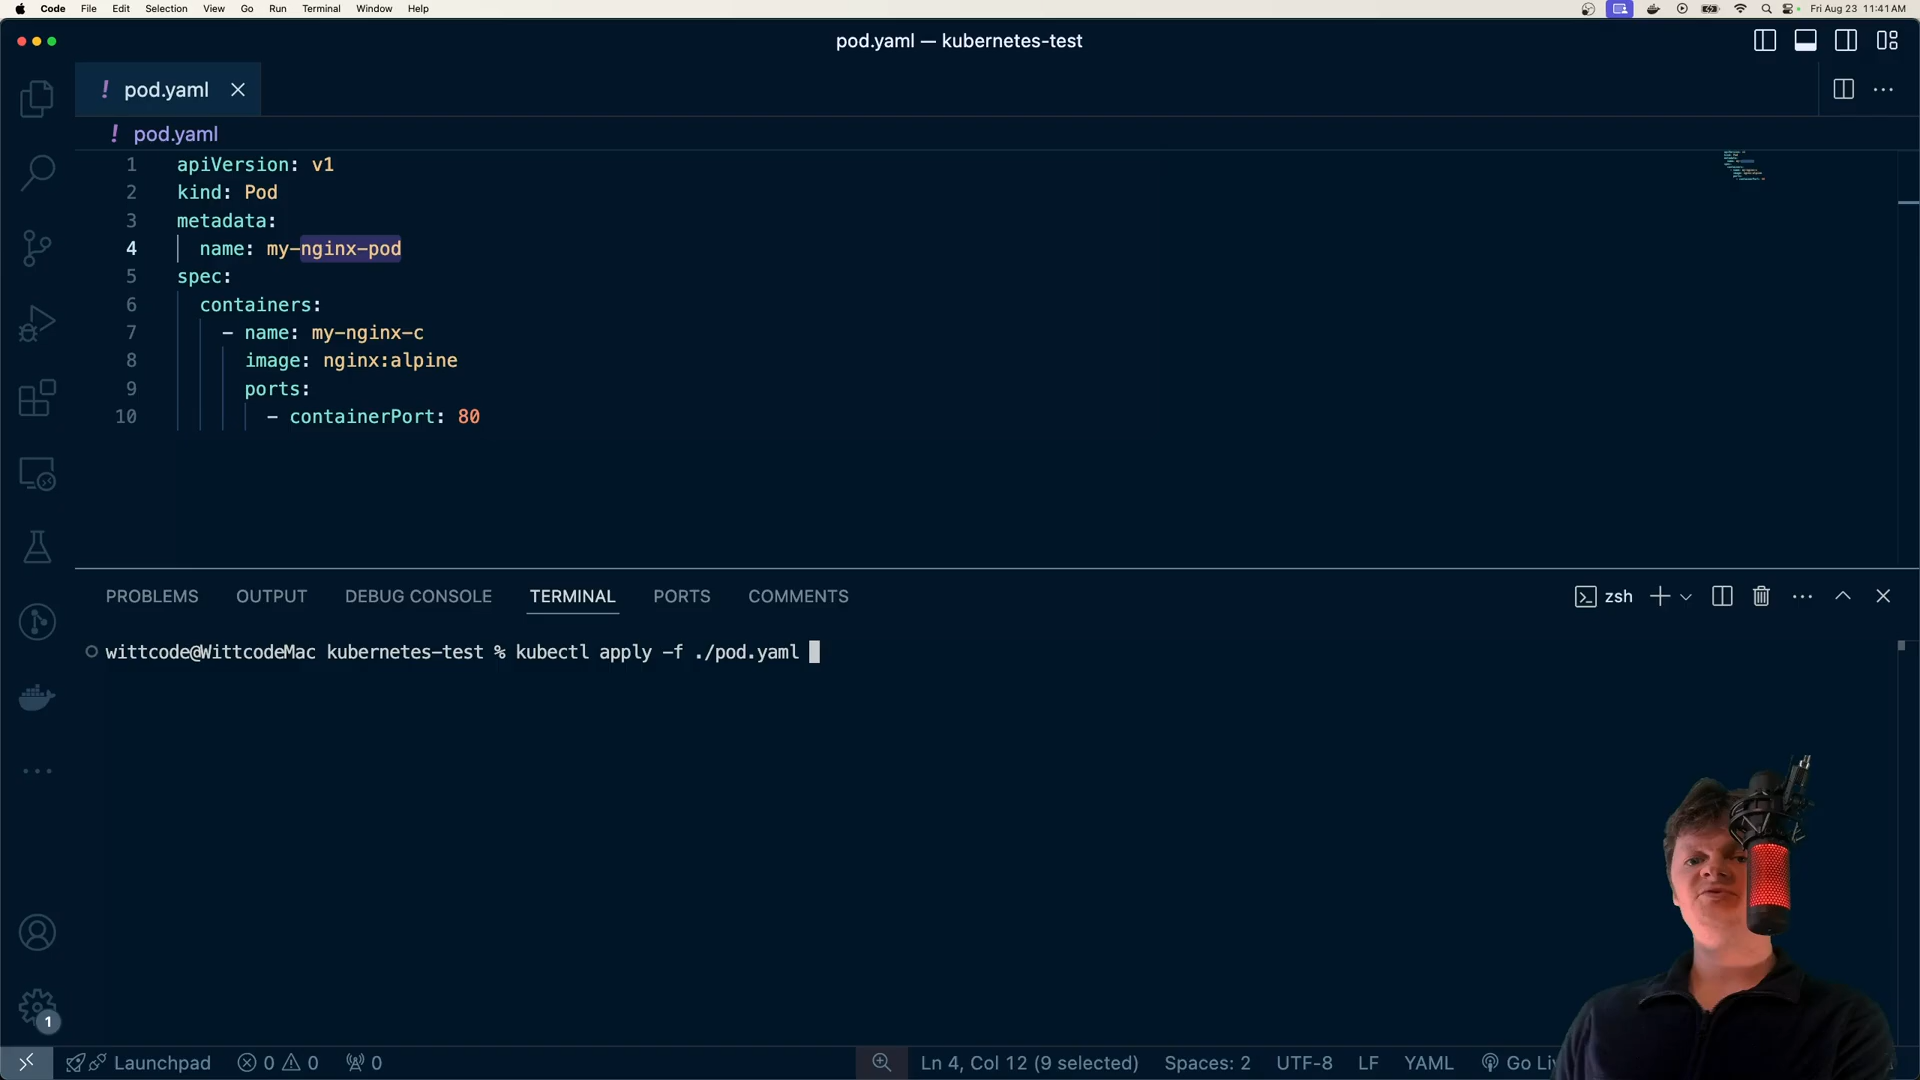 Code File Edit Selection View Go Run Terminal Window Help Fri Aug 23 11:41 AM
pod.yaml — kubernetes-test
! pod.yaml
! pod.yaml
1 apiVersion: v1
2 kind: Pod
3 metadata:
4 name: my-nginx-pod
5 spec:
6 containers:
7 - name: my-nginx-c
8 image: nginx:alpine
9 ports:
10 - containerPort: 80
PROBLEMS OUTPUT DEBUG CONSOLE TERMINAL PORTS COMMENTS zsh
wittcode@WittcodeMac kubernetes-test % kubectl apply -f ./pod.yaml
1
Launchpad 0 0 0 Ln 4, Col 12 (9 selected) Spaces: 2 UTF-8 LF YAML Go